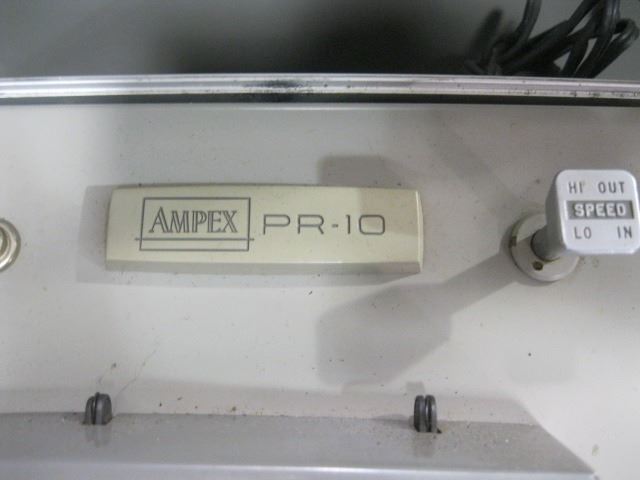 AMPEX PR-10
HI OUT
SPEED
LO IN